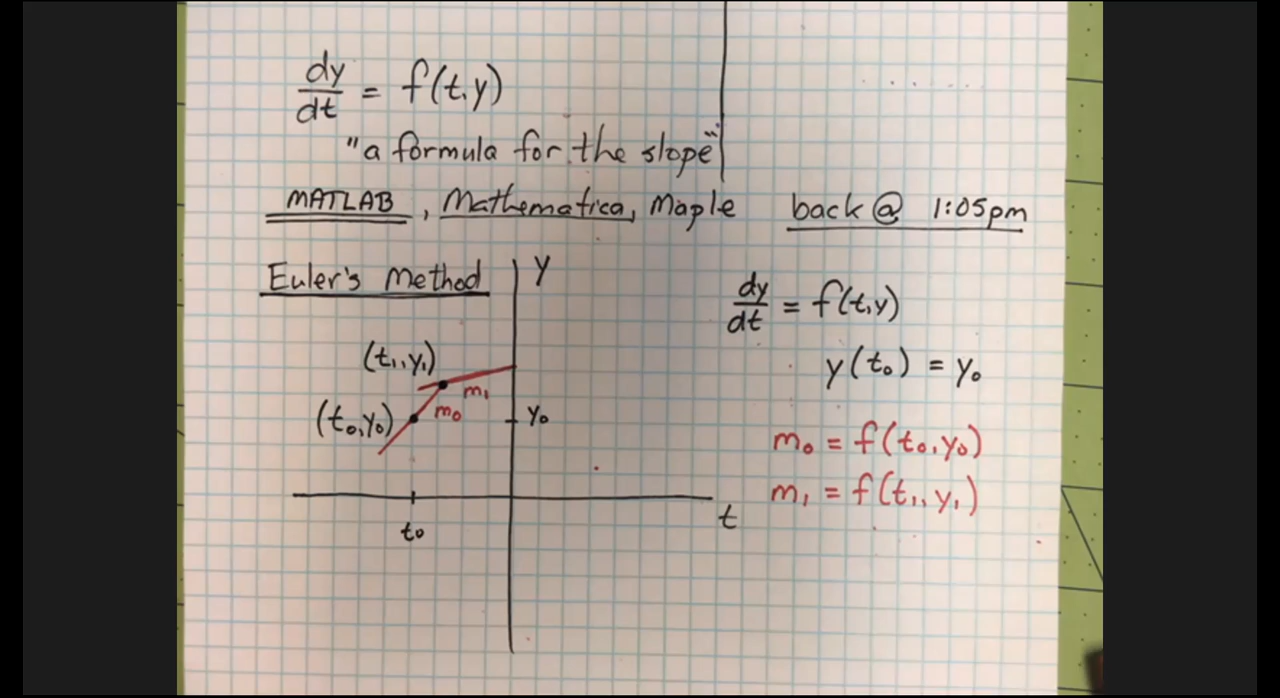 dy/dt = f(t,y)
"a formula for the slope"
MATLAB, Mathematica, Maple back @ 1:05pm
Euler's Method
y
(t₁,y₁)
m₁
(t₀,y₀)
m₀
y₀
t
t₀
dy/dt = f(t,y)
y(t₀) = y₀
m₀ = f(t₀,y₀)
m₁ = f(t₁,y₁)